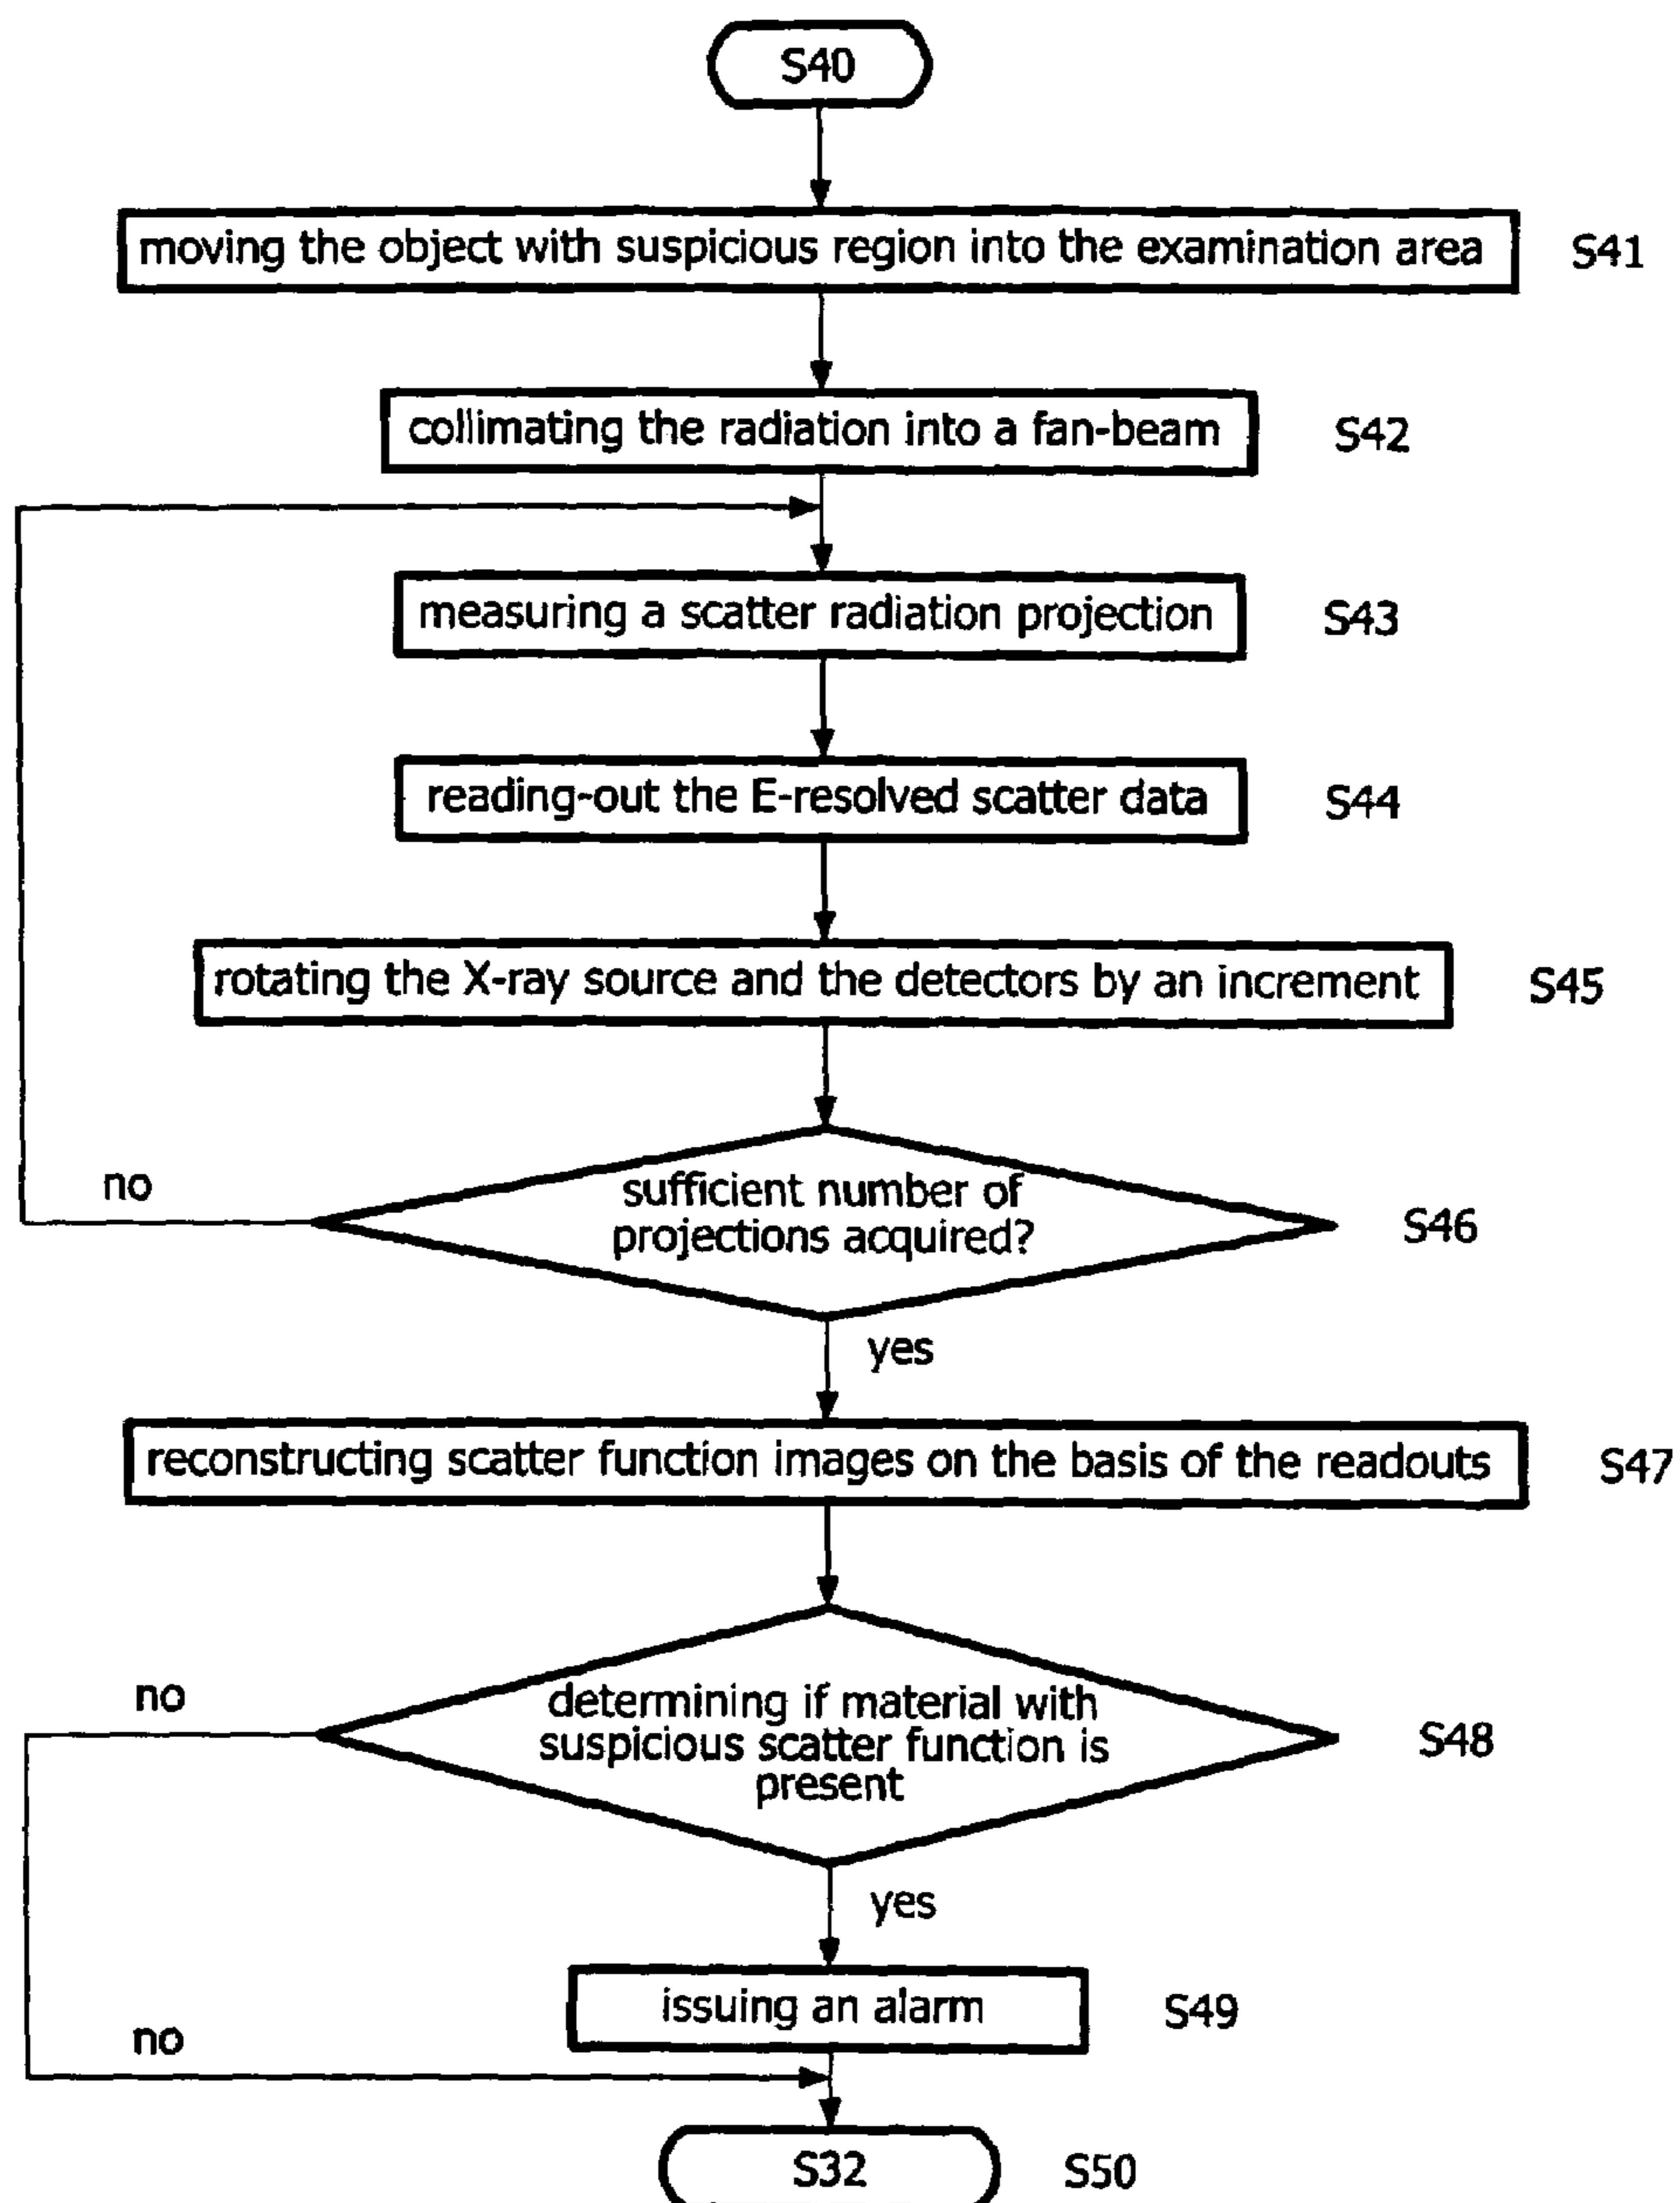 S40
moving the object with suspicious region into the examination area S41
collimating the radiation into a fan-beam S42
measuring a scatter radiation projection S43
reading-out the E-resolved scatter data S44
rotating the X-ray source and the detectors by an increment S45
no
sufficient number of
projections acquired?
S46
yes
reconstructing scatter function images on the basis of the readouts S47
no
determining if material with
suspicious scatter function is
present
S48
yes
issuing an alarm S49
no
S32 S50